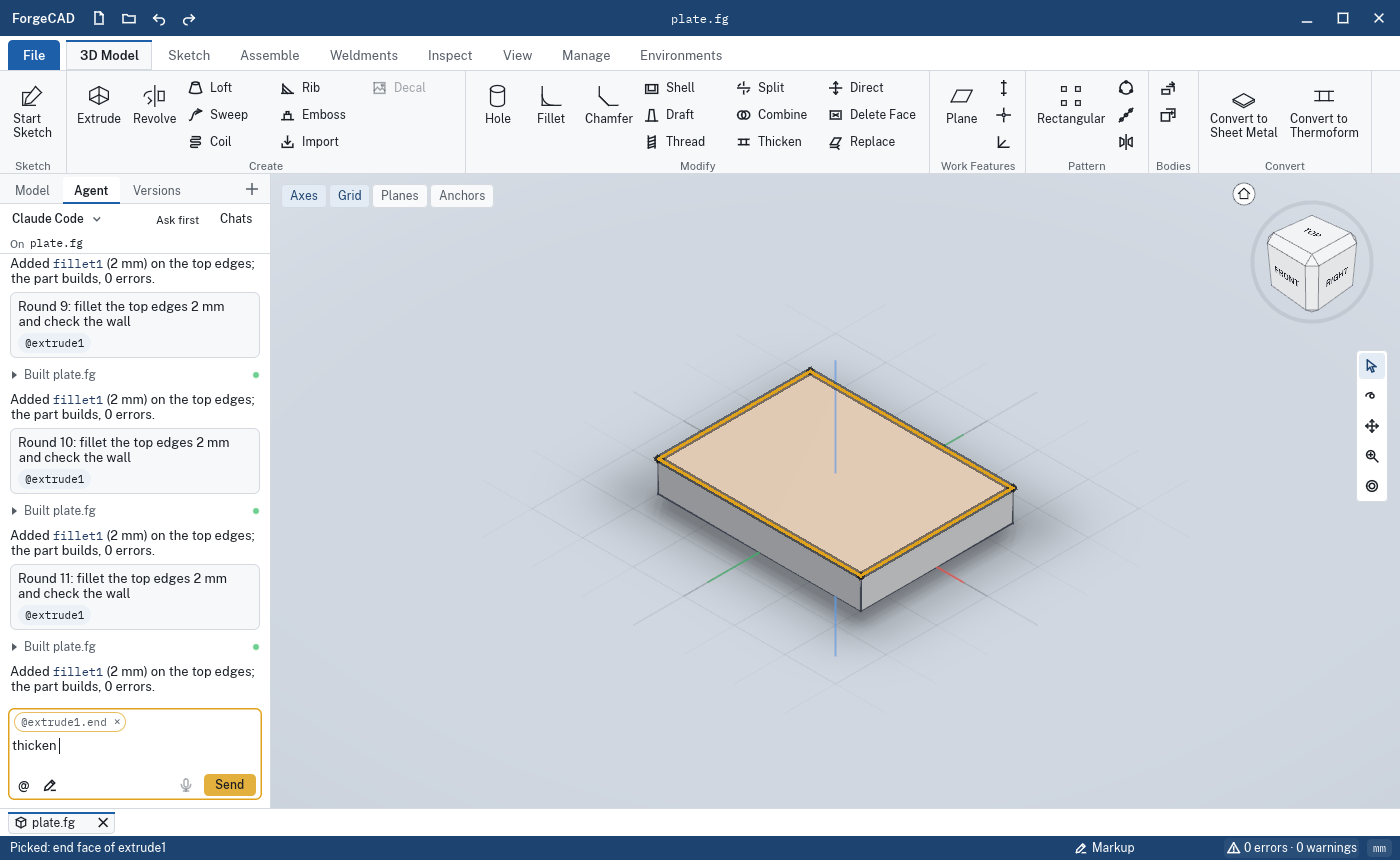 ForgeCAD
plate.fg
File
3D Model
Sketch
Assemble
Weldments
Inspect
View
Manage
Environments
Start
Sketch
Extrude
Revolve
Loft
Sweep
Coil
Rib
Emboss
Import
Decal
Hole
Fillet
Chamfer
Shell
Draft
Thread
Split
Combine
Thicken
Direct
Delete Face
Replace
Plane
Rectangular
Convert to
Sheet Metal
Convert to
Thermoform
Sketch
Create
Modify
Work Features
Pattern
Bodies
Convert
Model
Agent
Versions
Claude Code
Ask first
Chats
On plate.fg
Added fillet1 (2 mm) on the top edges;
the part builds, 0 errors.
Round 9: fillet the top edges 2 mm
and check the wall
@extrude1
Built plate.fg
Added fillet1 (2 mm) on the top edges;
the part builds, 0 errors.
Round 10: fillet the top edges 2 mm
and check the wall
@extrude1
Built plate.fg
Added fillet1 (2 mm) on the top edges;
the part builds, 0 errors.
Round 11: fillet the top edges 2 mm
and check the wall
@extrude1
Built plate.fg
Added fillet1 (2 mm) on the top edges;
the part builds, 0 errors.
@extrude1.end ×
thicken
@
Send
Axes
Grid
Planes
Anchors
TOP
FRONT
RIGHT
plate.fg
Picked: end face of extrude1
Markup
0 errors · 0 warnings
mm